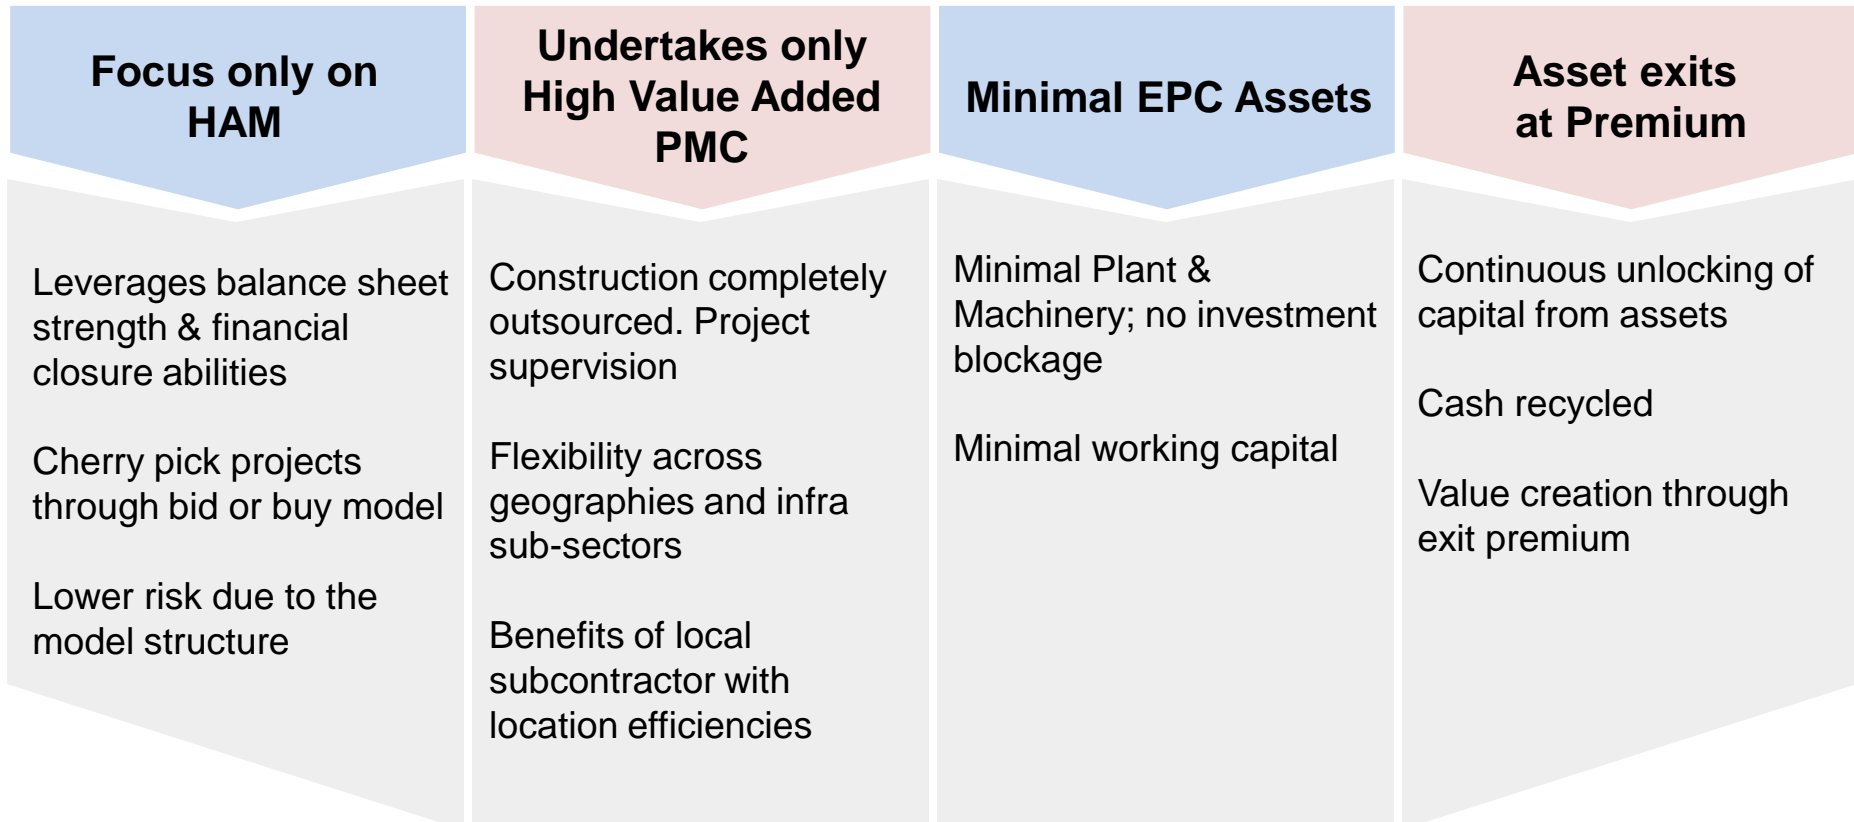 Focus only on
HAM
Leverages balance sheet
strength & financial
closure abilities
Cherry pick projects
through bid or buy model
Lower risk due to the
model structure
Undertakes only
High Value Added
PMC
Construction completely
outsourced. Project
supervision
Flexibility across
geographies and infra
sub-sectors
Benefits of local
subcontractor with
location efficiencies
Minimal EPC Assets
Minimal Plant &
Machinery; no investment
blockage
Minimal working capital
Asset exits
at Premium
Continuous unlocking of
capital from assets
Cash recycled
Value creation through
exit premium